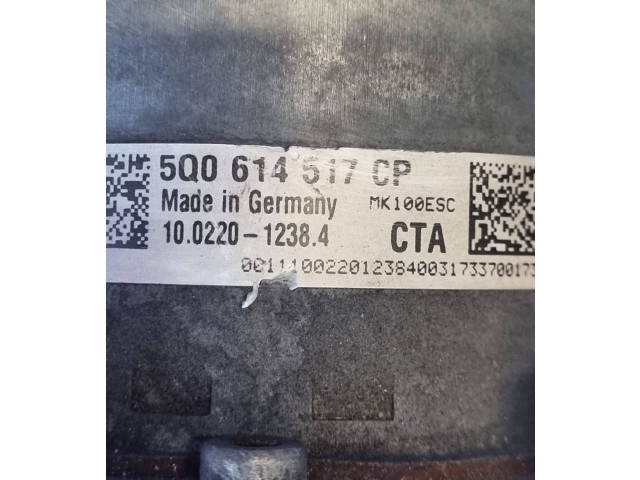 5Q0 614 517 CP
Made in Germany MK100ESC
10.0220-1238.4 CTA
0011100220123840031733700173